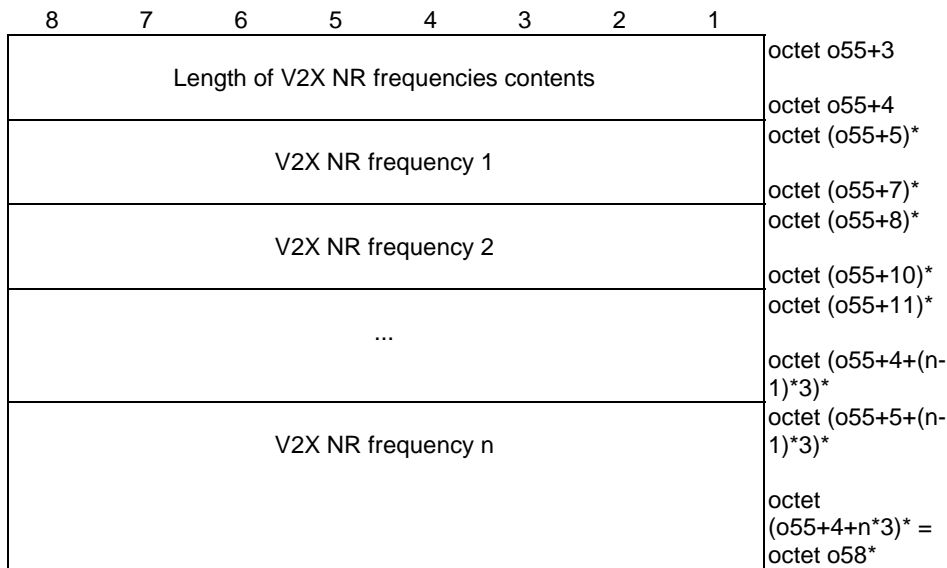 8 7 6 5 4 3 2 1
octet o55+3
Length of V2X NR frequencies contents
octet o55+4
octet (o55+5)*
V2X NR frequency 1
octet (o55+7)*
octet (o55+8)*
V2X NR frequency 2
octet (o55+10)*
octet (o55+11)*
...
octet (o55+4+(n-
1)*3)*
octet (o55+5+(n-
V2X NR frequency n
1)*3)*
octet
(o55+4+n*3)* =
octet o58*